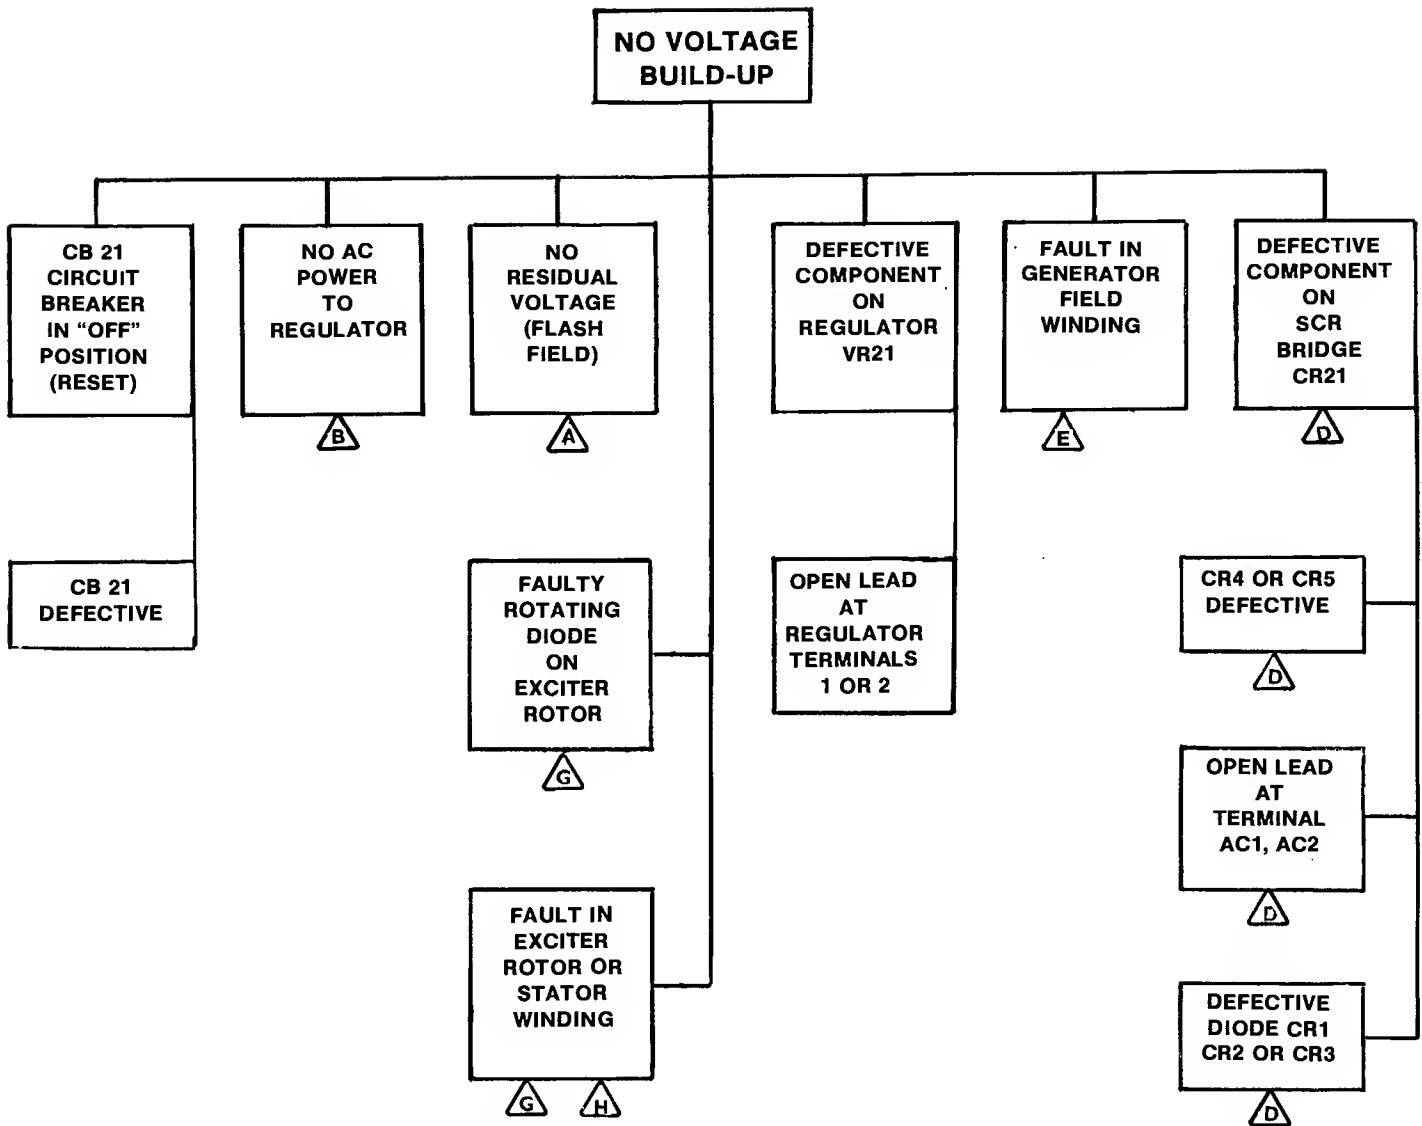 NO VOLTAGE
BUILD-UP
CB 21
CIRCUIT
BREAKER
IN “OFF”
POSITION
(RESET)
NO AC
POWER
TO
REGULATOR
B
NO
RESIDUAL
VOLTAGE
(FLASH
FIELD)
A
DEFECTIVE
COMPONENT
ON
REGULATOR
VR21
FAULT IN
GENERATOR
FIELD
WINDING
E
DEFECTIVE
COMPONENT
ON
SCR
BRIDGE
CR21
D
CB 21
DEFECTIVE
FAULTY
ROTATING
DIODE
ON
EXCITER
ROTOR
G
OPEN LEAD
AT
REGULATOR
TERMINALS
1 OR 2
CR4 OR CR5
DEFECTIVE
D
OPEN LEAD
AT
TERMINAL
AC1, AC2
D
FAULT IN
EXCITER
ROTOR OR
STATOR
WINDING
G H
DEFECTIVE
DIODE CR1
CR2 OR CR3
D